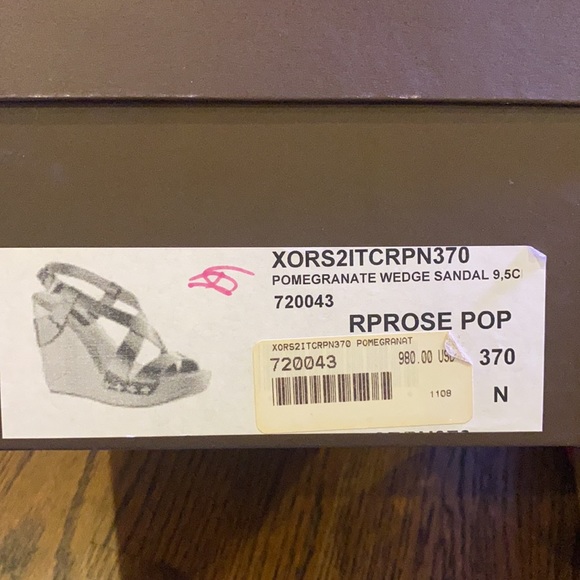 XORS2ITCRPN370
POMEGRANATE WEDGE SANDAL 9,5C
720043
RPROSE POP
XORS2ITCRPN370 POMEGRANAT
720043 980.00 USD
370
1108
N